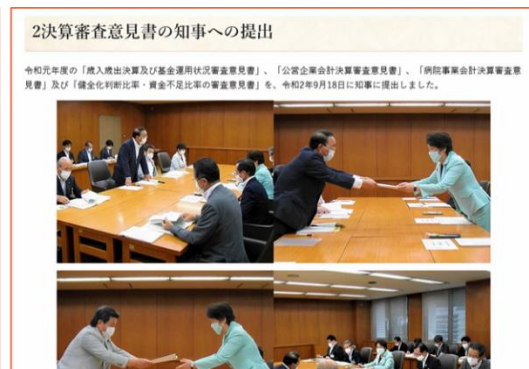 2決算審査意見書の知事への提出
令和元年度の「歳入歳出決算及び基金運用状況審査意見書」、「公営企業会計決算審査意見書」、「病院事業会計決算審査意
見書」及び「健全化判断比率・資金不足比率の審査意見書」を、令和2年9月18日に知事に提出しました。